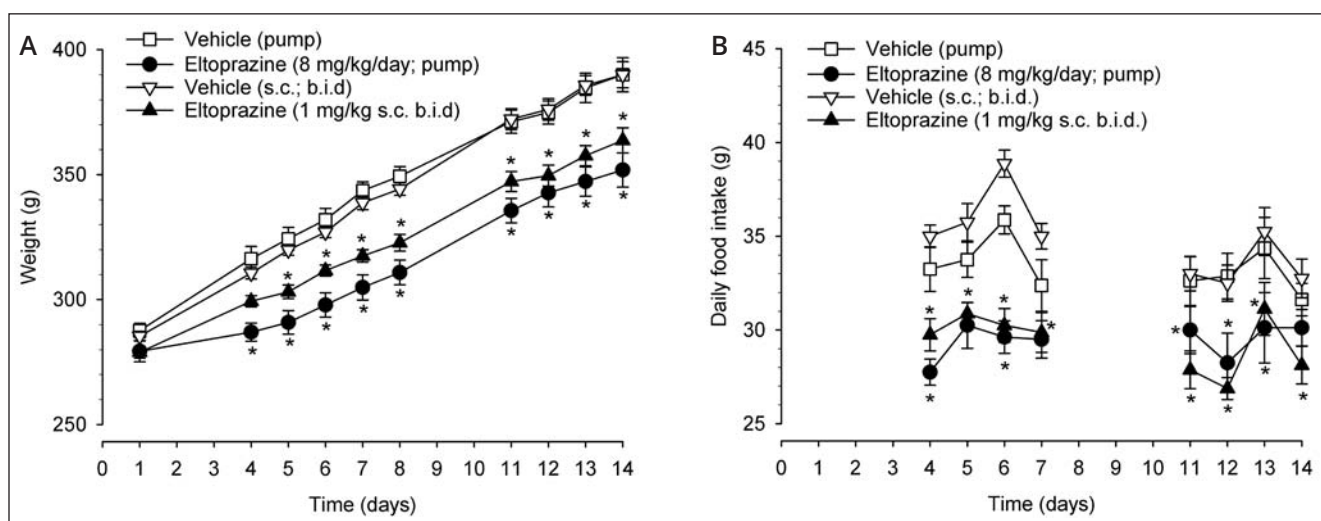 A
Vehicle (pump)
Eltoprazine (8 mg/kg/day; pump)
Vehicle (s.c.; b.i.d)
Eltoprazine (1 mg/kg s.c. b.i.d)
Weight (g)
400
350
300
250
* * * *
* * * * * * * *
* * * * *
* * * *
0 1 2 3 4 5 6 7 8 9 10 11 12 13 14
Time (days)
B
Vehicle (pump)
Eltoprazine (8 mg/kg/day; pump)
Vehicle (s.c.; b.i.d.)
Eltoprazine (1 mg/kg s.c. b.i.d.)
Daily food intake (g)
45
40
35
30
25
* * * * * * *
* * * * * *
0 1 2 3 4 5 6 7 8 9 10 11 12 13 14
Time (days)